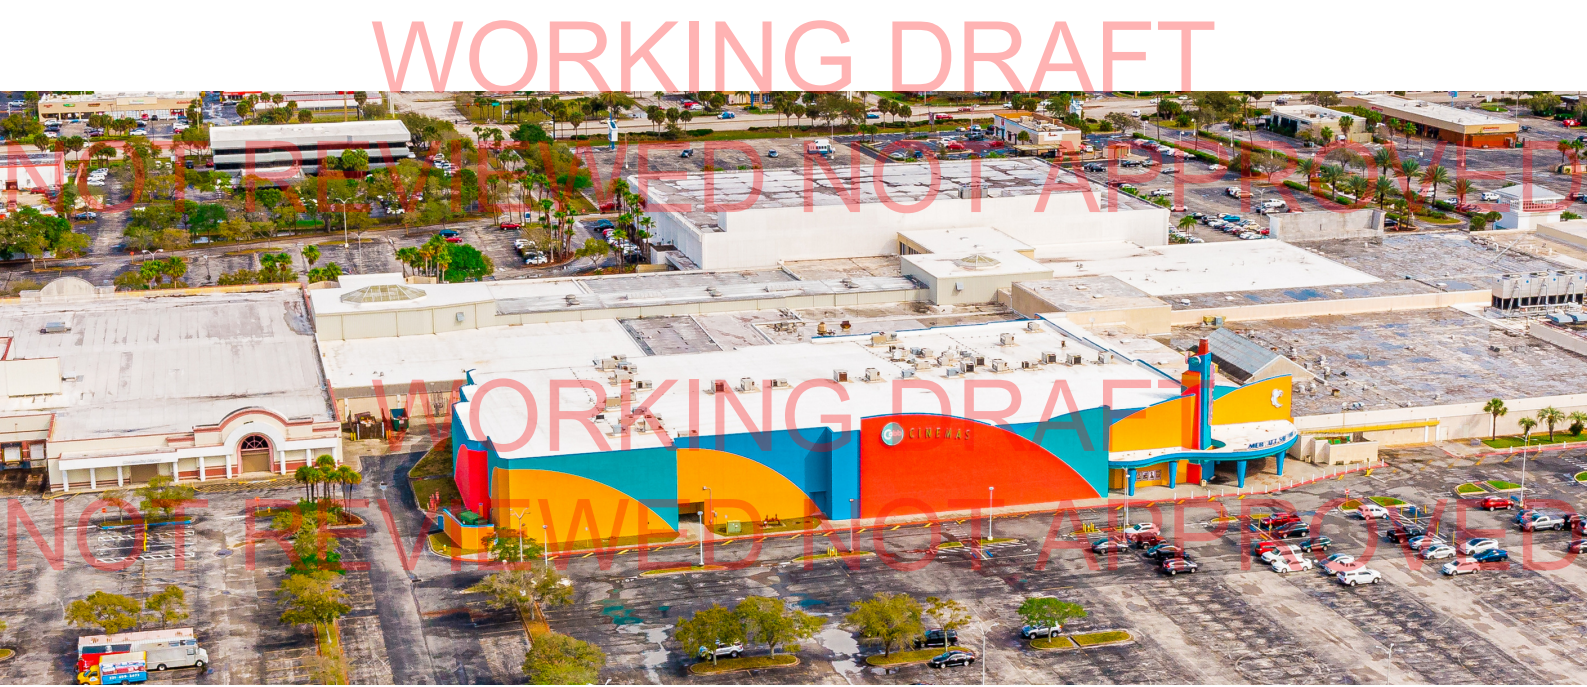 WORKING DRAFT
NOT REVIEWED NOT APPROVED
WORKING DRAFT
CINEMAS
NOT REVIEWED NOT APPROVED